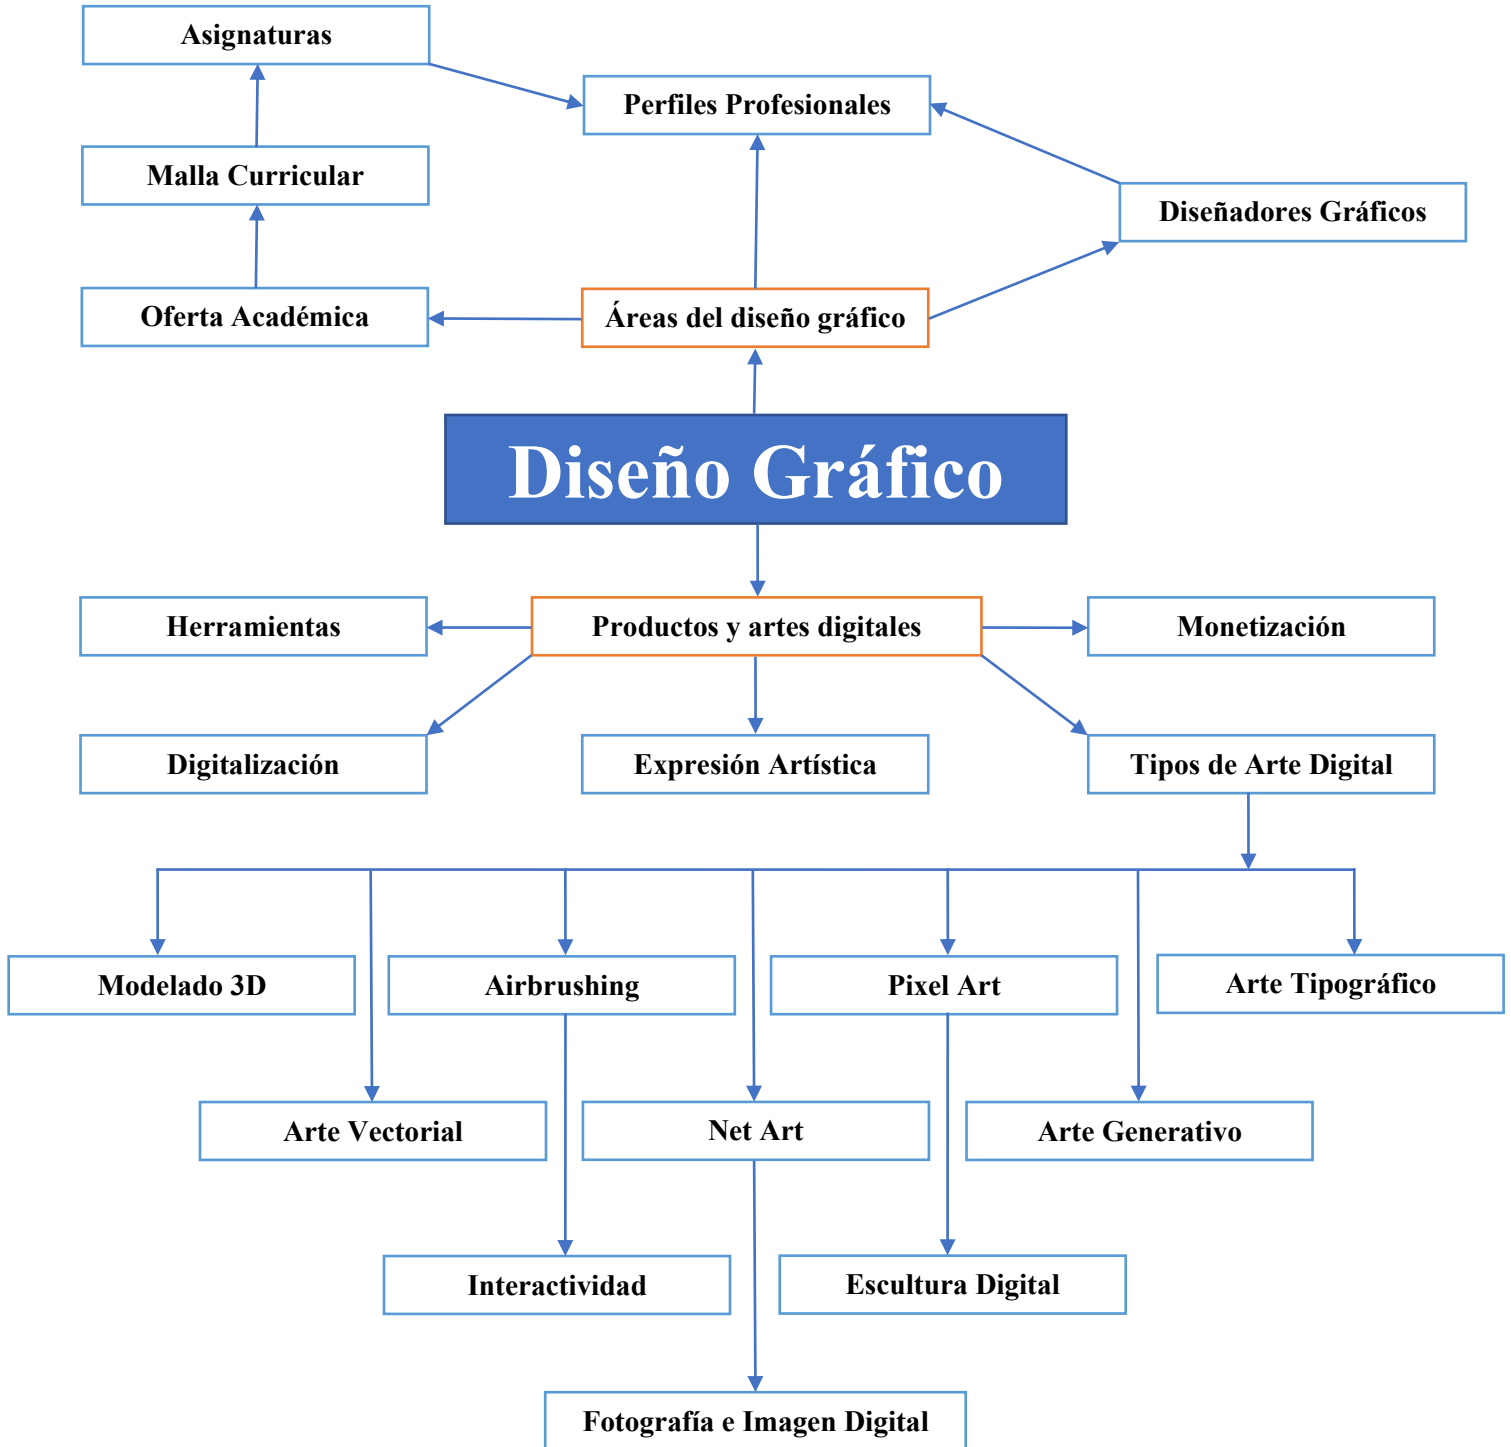 Asignaturas
Perfiles Profesionales
Malla Curricular
Diseñadores Gráficos
Oferta Académica
Áreas del diseño gráfico
Diseño Gráfico
Herramientas
Productos y artes digitales
Monetización
Digitalización
Expresión Artística
Tipos de Arte Digital
Modelado 3D
Airbrushing
Pixel Art
Arte Tipográfico
Arte Vectorial
Net Art
Arte Generativo
Interactividad
Escultura Digital
Fotografía e Imagen Digital